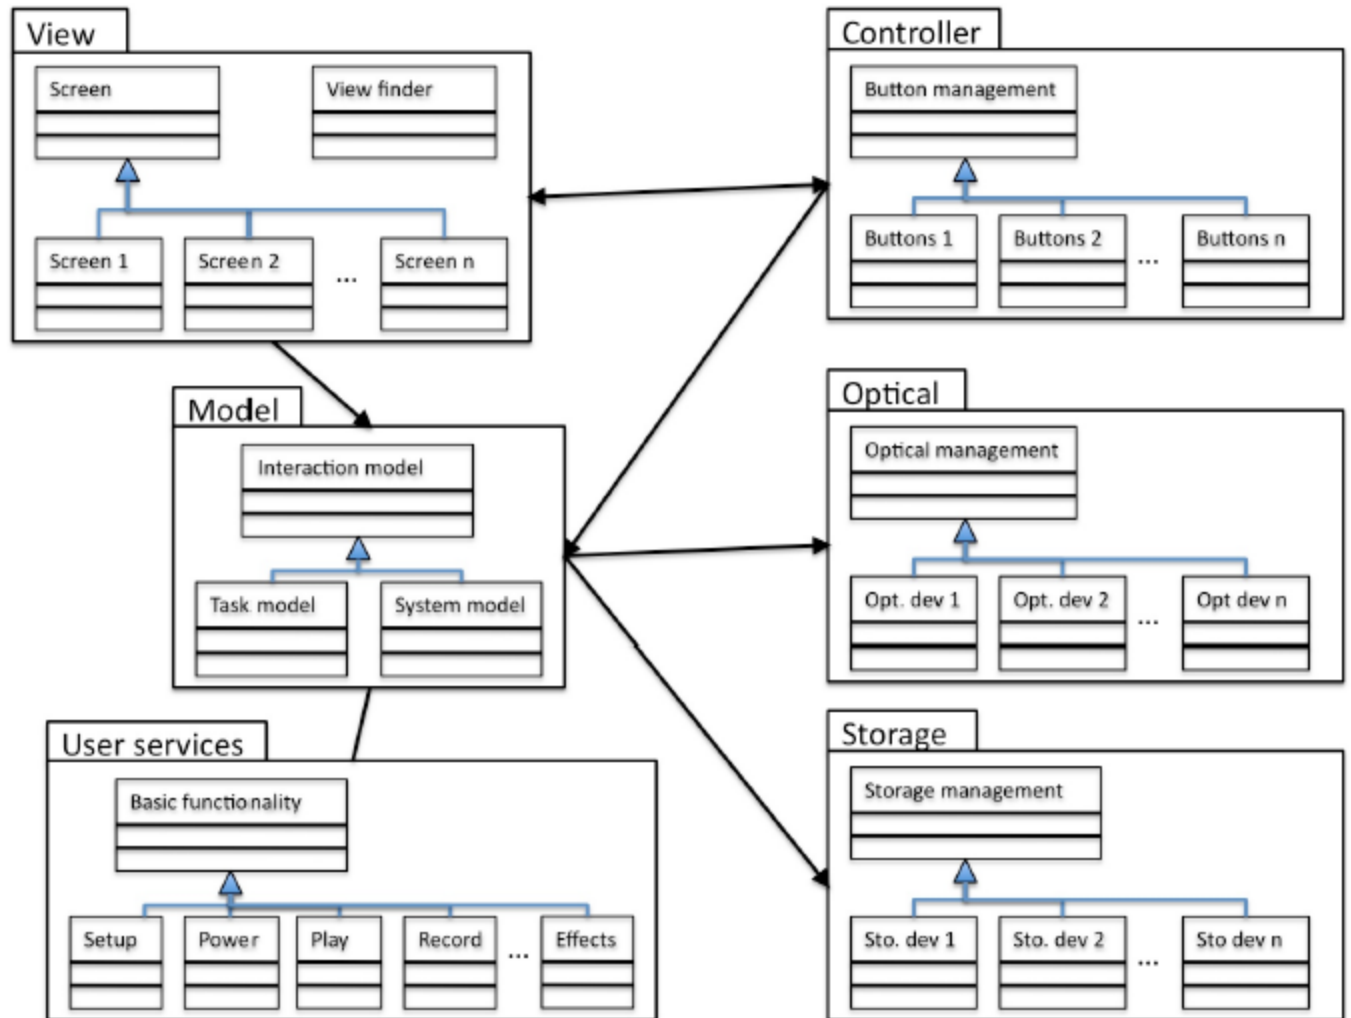 View
Screen
View finder
Screen 1
Screen 2
...
Screen n
Controller
Button management
Buttons 1
Buttons 2
...
Buttons n
Model
Interaction model
Task model
System model
Optical
Optical management
Opt. dev 1
Opt. dev 2
...
Opt dev n
User services
Basic functionality
Setup
Power
Play
Record
...
Effects
Storage
Storage management
Sto. dev 1
Sto. dev 2
...
Sto dev n